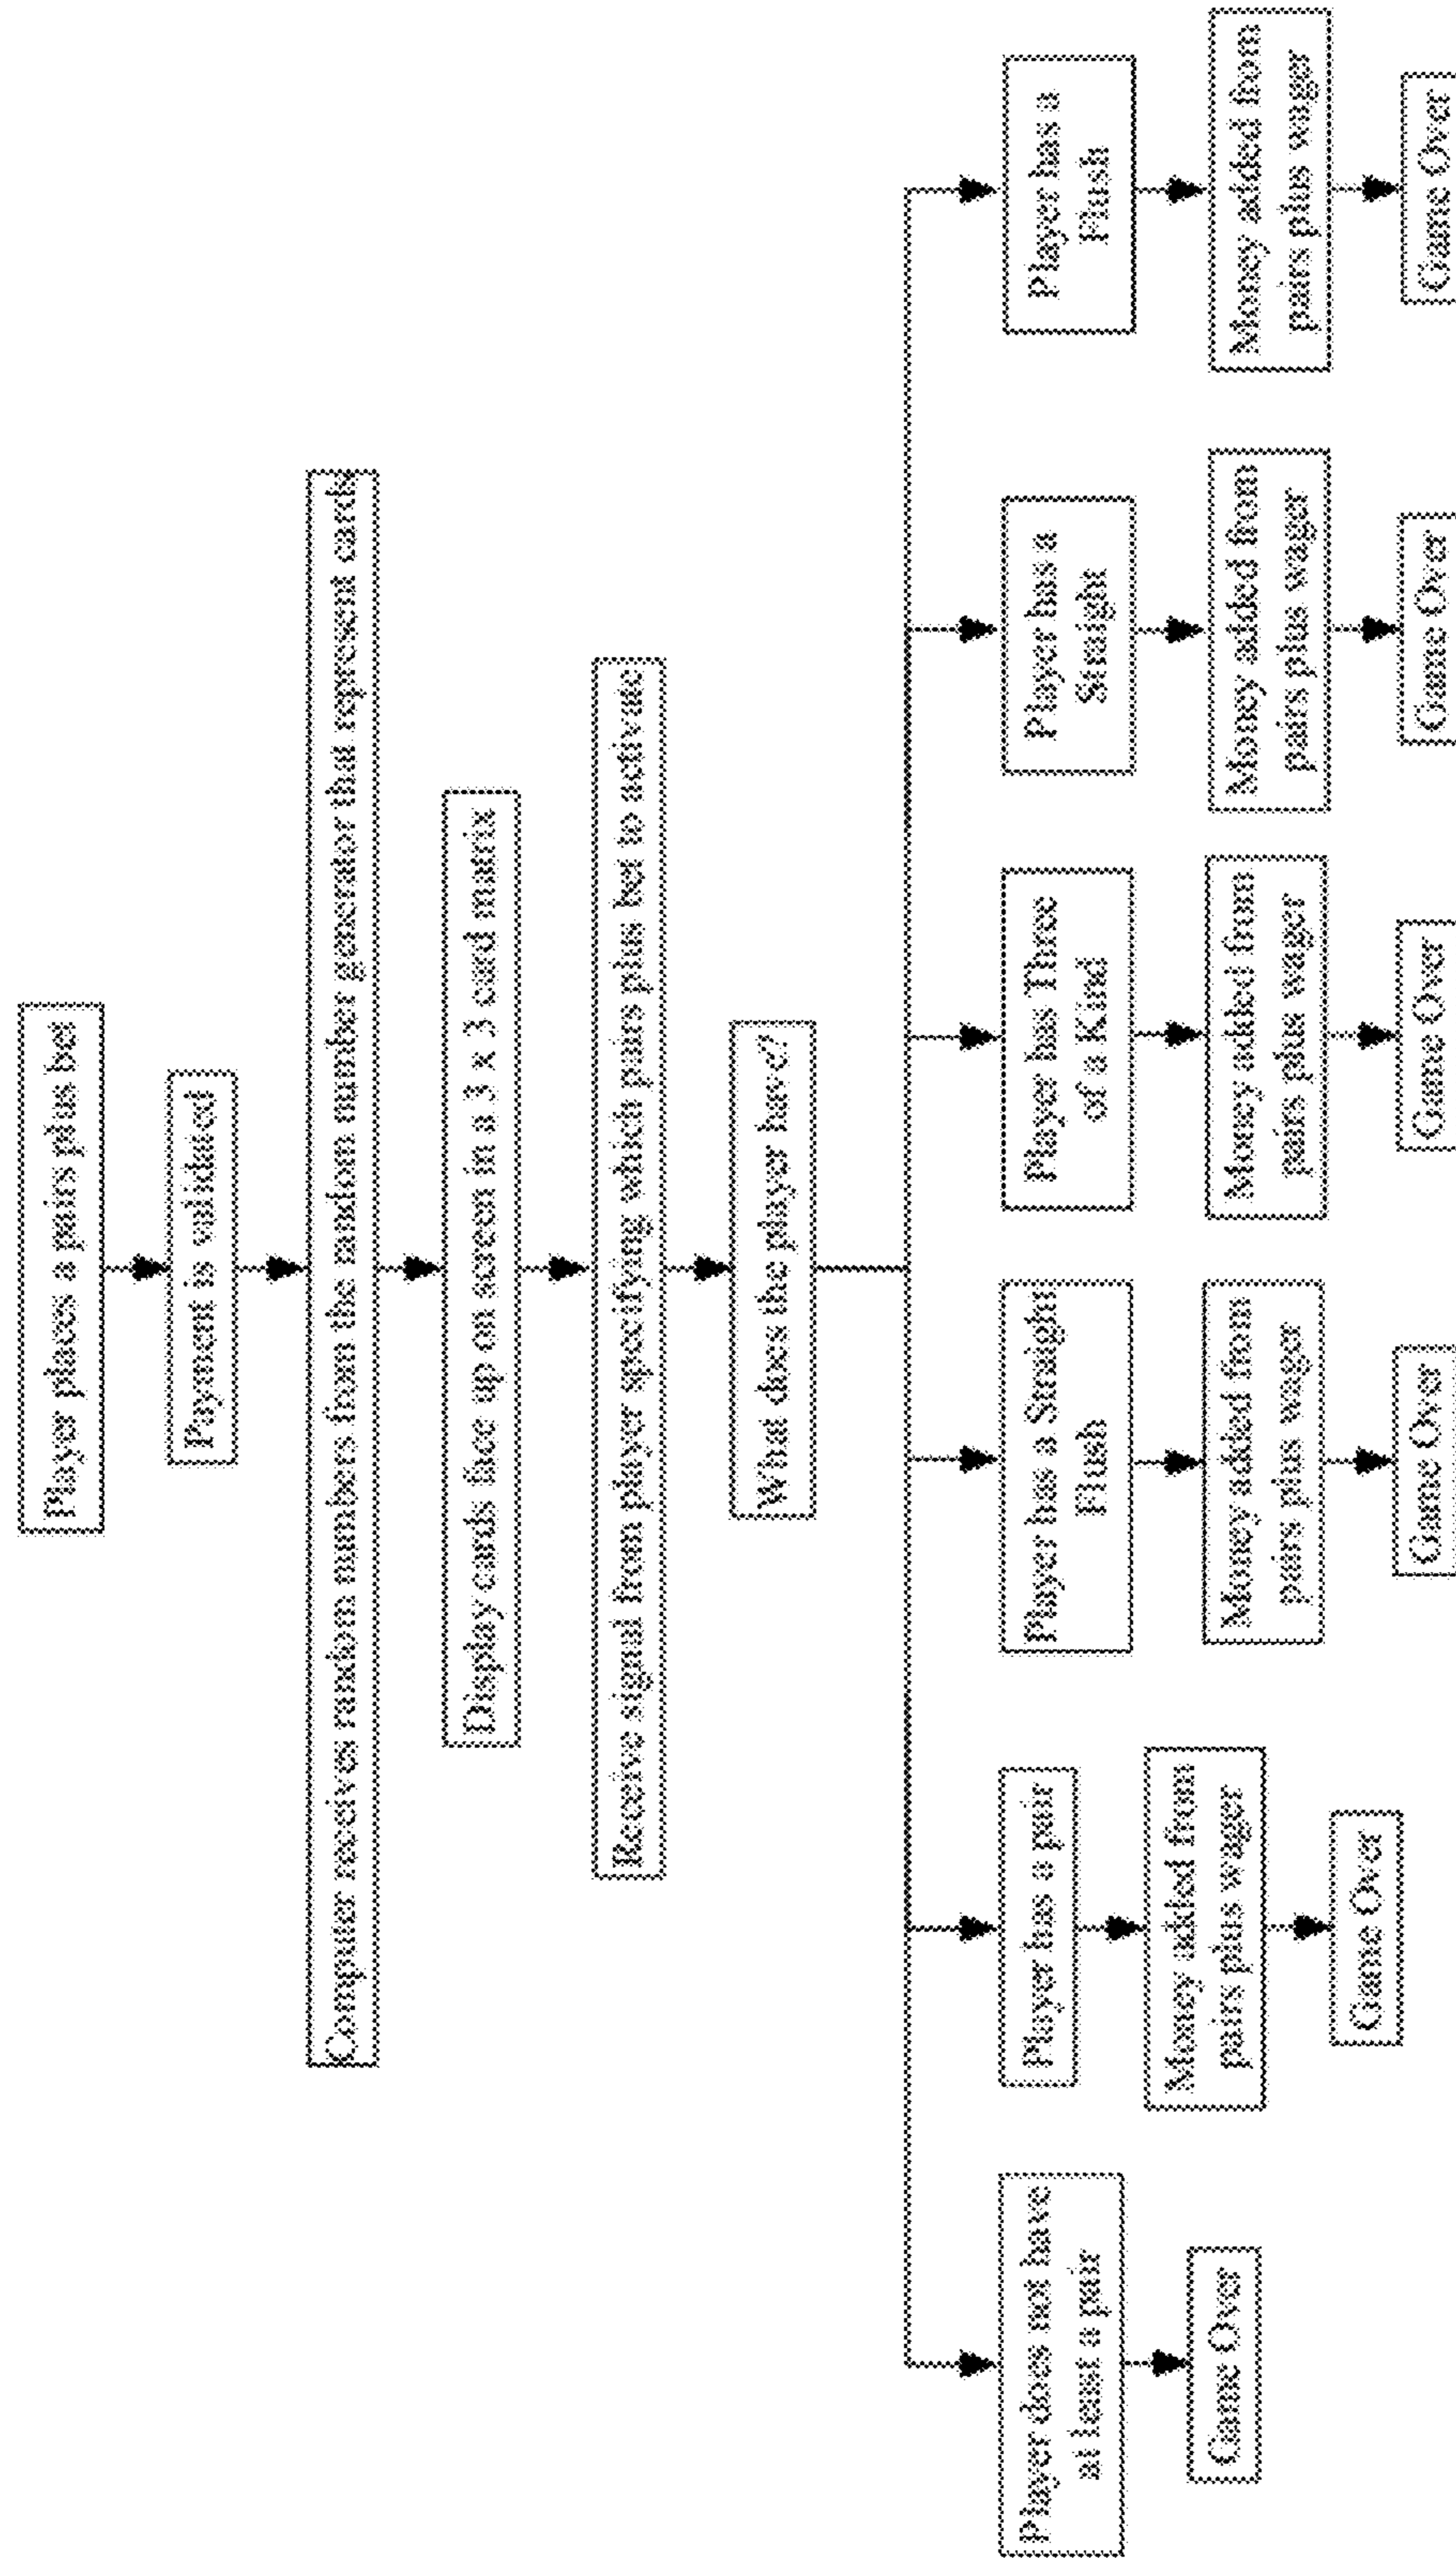 Player places a pairs plus bet
Payment is validated
Computer receives random numbers from the random number generator that represent cards
Display cards face up on screen in a 3 x 3 card matrix
Receive signal from player specifying which pairs plus bet to activate
What does the player have?
Player does not have
at least a pair
Game Over
Player has a pair
Money added from
pairs plus wager
Game Over
Player has a Straight
Flush
Money added from
pairs plus wager
Game Over
Player has Three
of a Kind
Money added from
pairs plus wager
Game Over
Player has a
Straight
Money added from
pairs plus wager
Game Over
Player has a
Flush
Money added from
pairs plus wager
Game Over